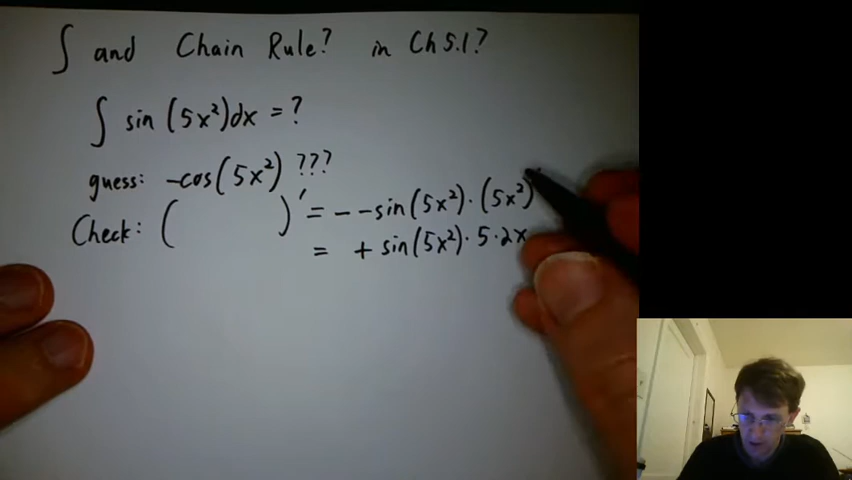 ∫ and Chain Rule? in Ch 5.1?
∫ sin (5x²)dx = ?
guess: -cos(5x²) ???
Check: ( )' = - -sin(5x²)·(5x²)
= + sin(5x²)·5·2x